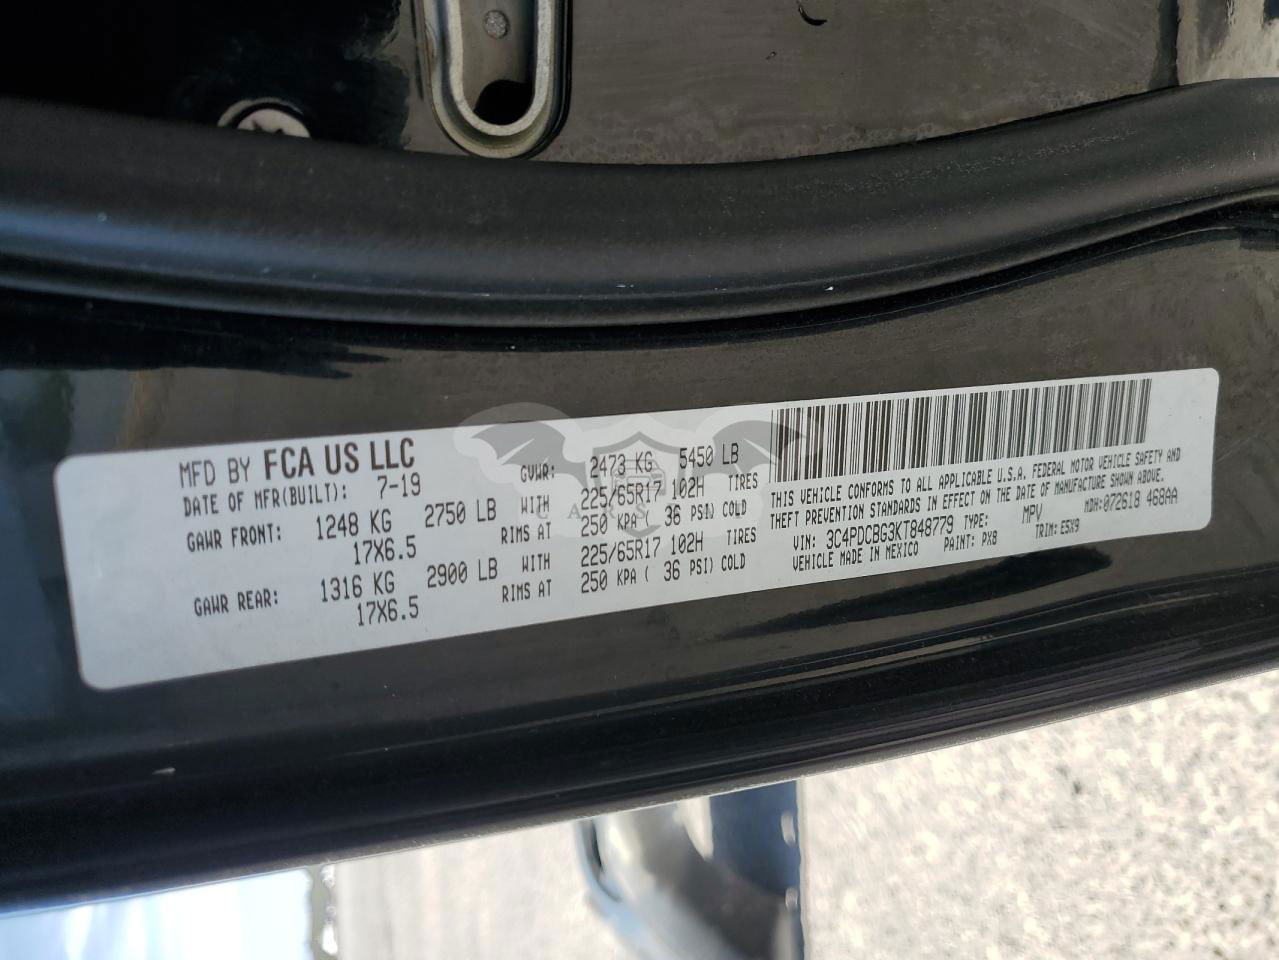 MFD BY FCA US LLC
DATE OF MFR(BUILT): 7-19
GVWR: 2473 KG 5450 LB
GAWR FRONT: 1248 KG 2750 LB WITH 225/65R17 102H TIRES
17X6.5 RIMS AT 250 KPA ( 36 PSI) COLD
GAWR REAR: 1316 KG 2900 LB WITH 225/65R17 102H TIRES
17X6.5 RIMS AT 250 KPA ( 36 PSI) COLD
THIS VEHICLE CONFORMS TO ALL APPLICABLE U.S.A. FEDERAL MOTOR VEHICLE SAFETY AND
THEFT PREVENTION STANDARDS IN EFFECT ON THE DATE OF MANUFACTURE SHOWN ABOVE.
VIN: 3C4PDCBG3KT848779 TYPE: MPV MDH:072618 468AA
VEHICLE MADE IN MEXICO PAINT: PX8 TRIM: E5X9
CARS